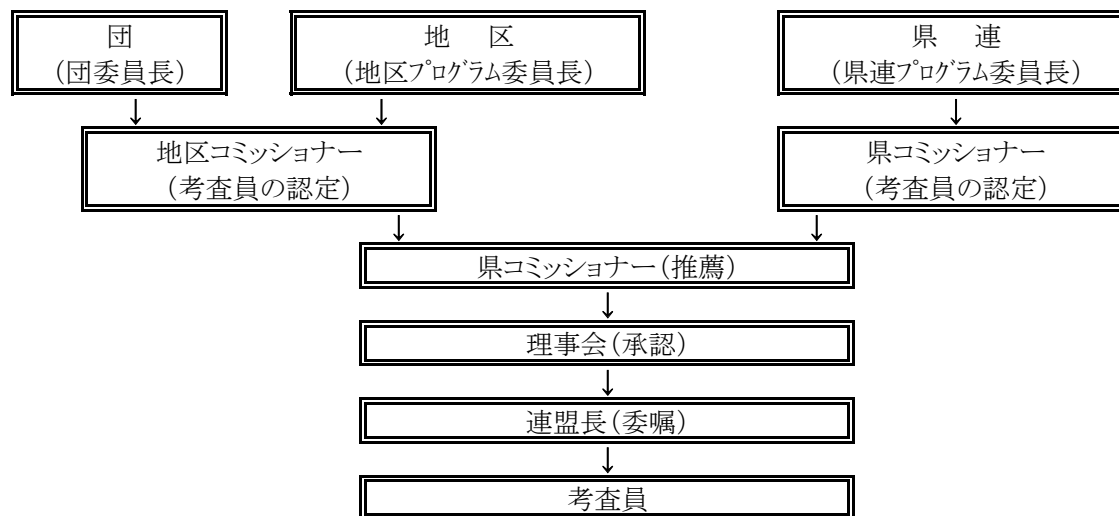 団
(団委員長)
地　区
(地区プログラム委員長)
県　連
(県連プログラム委員長)
↓
↓
↓
地区コミッショナー
(考査員の認定)
県コミッショナー
(考査員の認定)
↓
↓
県コミッショナー(推薦)
↓
理事会(承認)
↓
連盟長(委嘱)
↓
考査員